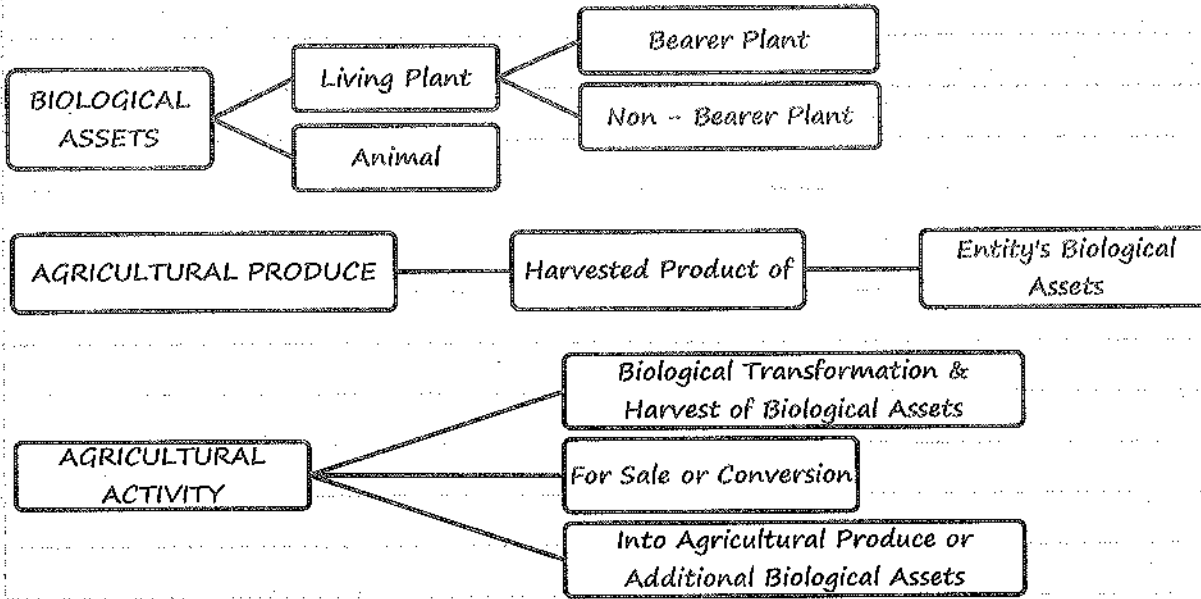 Bearer Plant
Living Plant
BIOLOGICAL
ASSETS
Non - Bearer Plant
Animal
AGRICULTURAL PRODUCE
Harvested Product of
Entity's Biological
Assets
Biological Transformation &
Harvest of Biological Assets
AGRICULTURAL
ACTIVITY
For Sale or Conversion
Into Agricultural Produce or
Additional Biological Assets